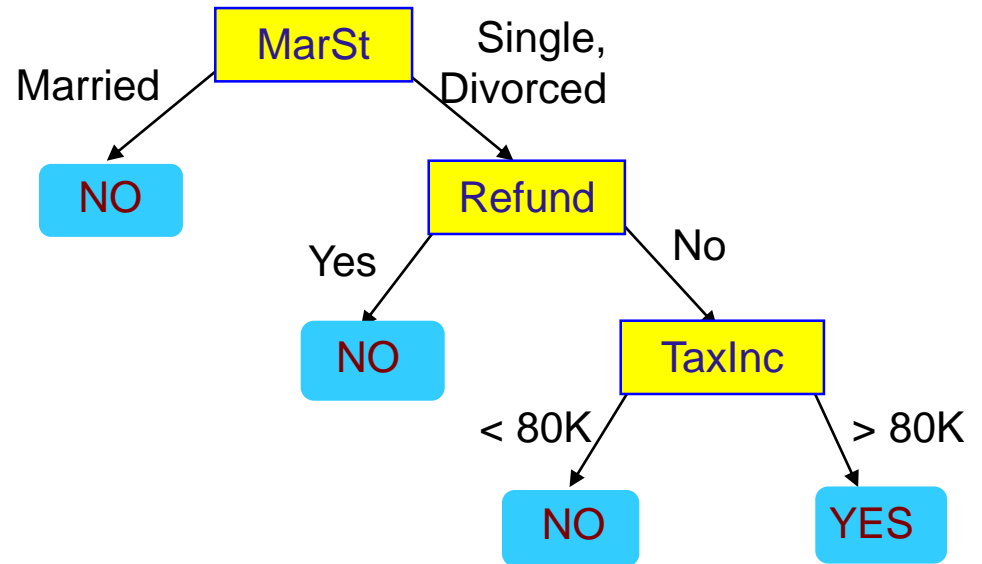 MarSt
Single,
Divorced
Married
NO
Refund
Yes
No
NO
TaxInc
< 80K
> 80K
NO
YES